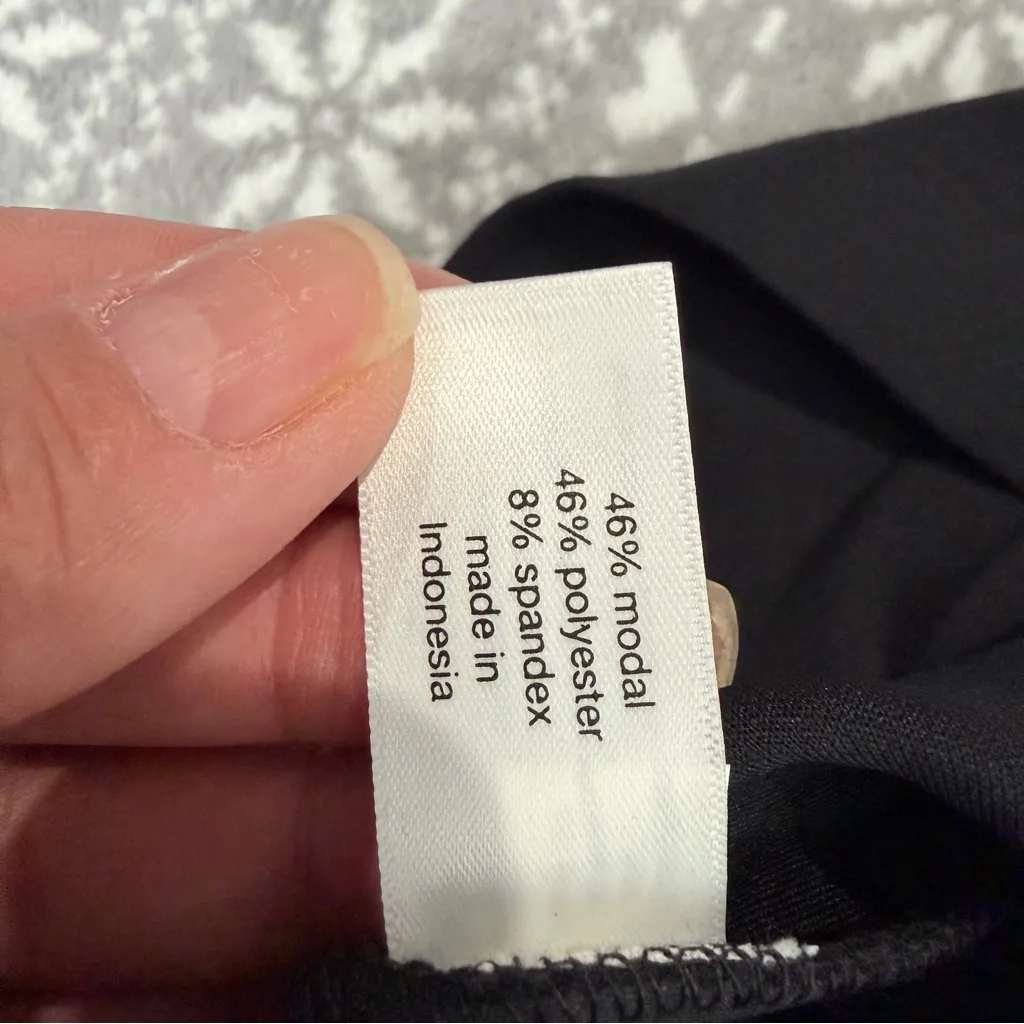 46% modal
46% polyester
8% spandex
made in
Indonesia